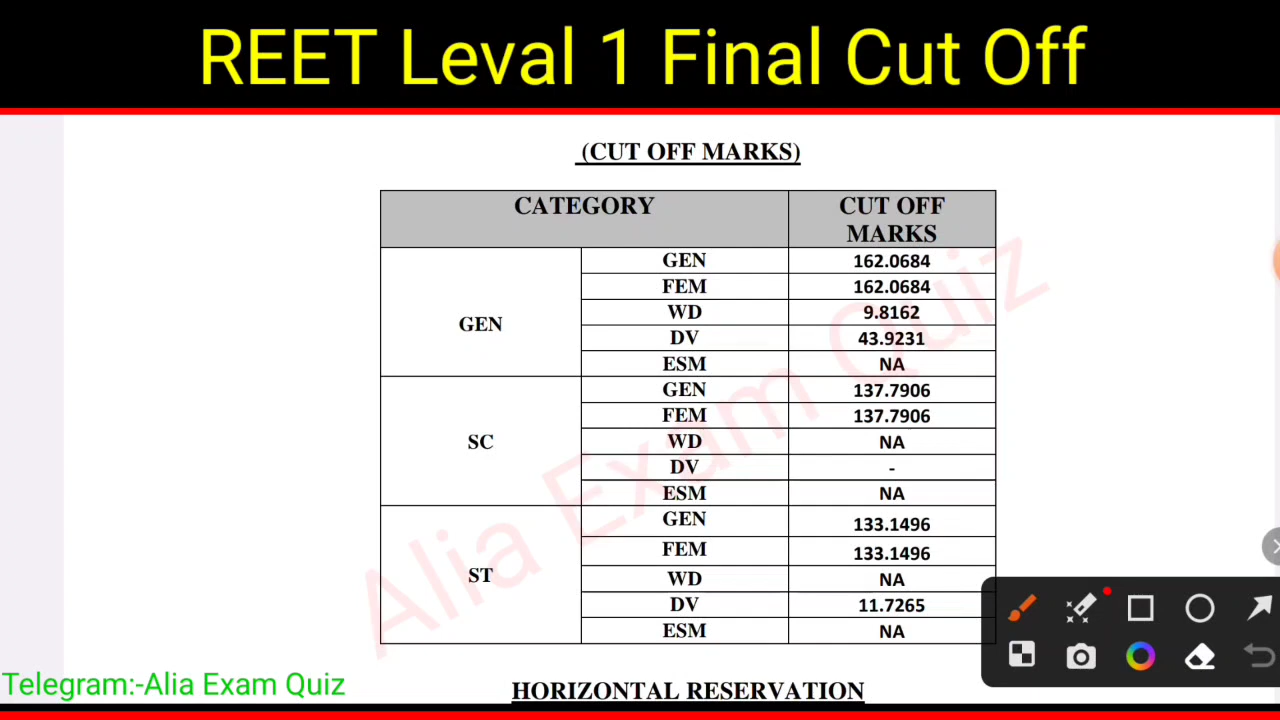 REET Leval 1 Final Cut Off
(CUT OFF MARKS)
CATEGORY CUT OFF MARKS
GEN GEN 162.0684
FEM 162.0684
WD 9.8162
DV 43.9231
ESM NA
SC GEN 137.7906
FEM 137.7906
WD NA
DV -
ESM NA
ST GEN 133.1496
FEM 133.1496
WD NA
DV 11.7265
ESM NA
HORIZONTAL RESERVATION
Alia Exam Quiz
Telegram:-Alia Exam Quiz